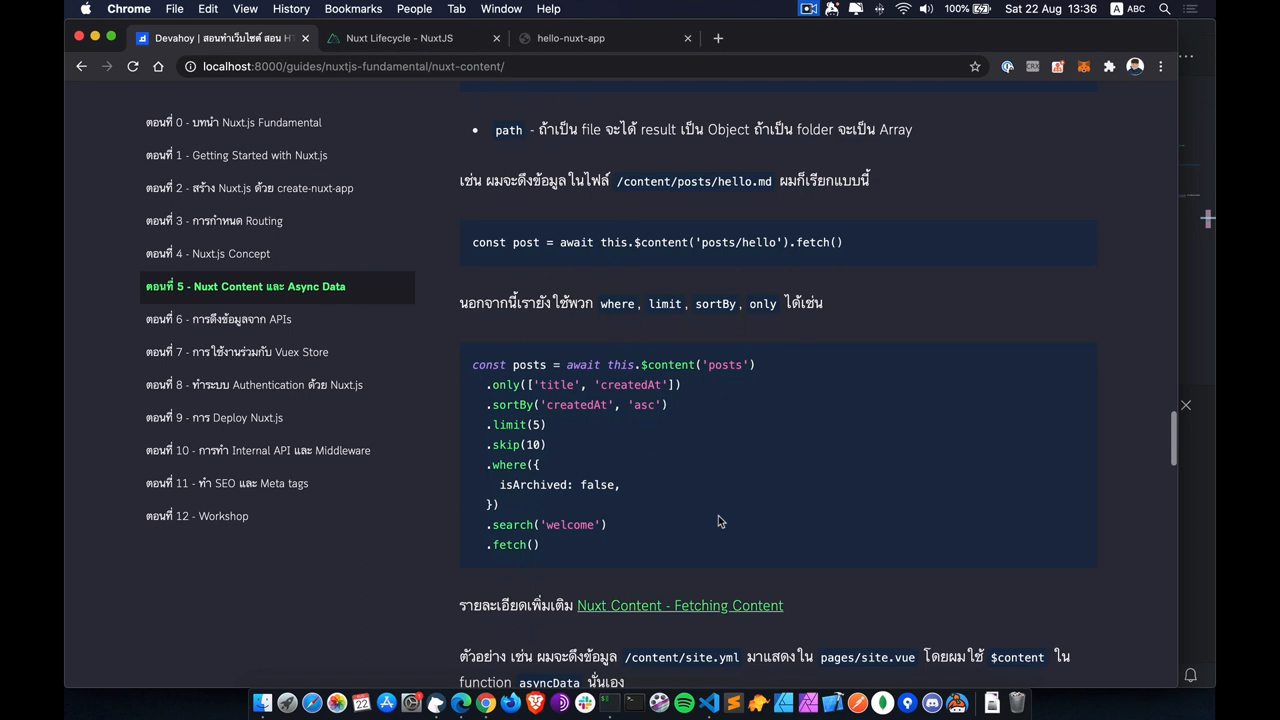 Chrome File Edit View History Bookmarks People Tab Window Help 100% Sat 22 Aug 13:36 A ABC
Devahoy | สอนทำเว็บไซต์ สอน HT
Nuxt Lifecycle - NuxtJS
hello-nuxt-app
localhost:8000/guides/nuxtjs-fundamental/nuxt-content/
ตอนที่ 0 - บทนำ Nuxt.js Fundamental
ตอนที่ 1 - Getting Started with Nuxt.js
ตอนที่ 2 - สร้าง Nuxt.js ด้วย create-nuxt-app
ตอนที่ 3 - การกำหนด Routing
ตอนที่ 4 - Nuxt.js Concept
ตอนที่ 5 - Nuxt Content และ Async Data
ตอนที่ 6 - การดึงข้อมูลจาก APIs
ตอนที่ 7 - การใช้งานร่วมกับ Vuex Store
ตอนที่ 8 - ทำระบบ Authentication ด้วย Nuxt.js
ตอนที่ 9 - การ Deploy Nuxt.js
ตอนที่ 10 - การทำ Internal API และ Middleware
ตอนที่ 11 - ทำ SEO และ Meta tags
ตอนที่ 12 - Workshop
• path - ถ้าเป็น file จะได้ result เป็น Object ถ้าเป็น folder จะเป็น Array
เช่น ผมจะดึงข้อมูลในไฟล์ /content/posts/hello.md ผมก็เรียกแบบนี้
const post = await this.$content('posts/hello').fetch()
นอกจากนี้เรายังใช้พวก where, limit, sortBy, only ได้เช่น
const posts = await this.$content('posts')
.only(['title', 'createdAt'])
.sortBy('createdAt', 'asc')
.limit(5)
.skip(10)
.where({
isArchived: false,
})
.search('welcome')
.fetch()
รายละเอียดเพิ่มเติม Nuxt Content - Fetching Content
ตัวอย่าง เช่น ผมจะดึงข้อมูล /content/site.yml มาแสดงใน pages/site.vue โดยผมใช้ $content ใน
function asyncData นั่นเอง